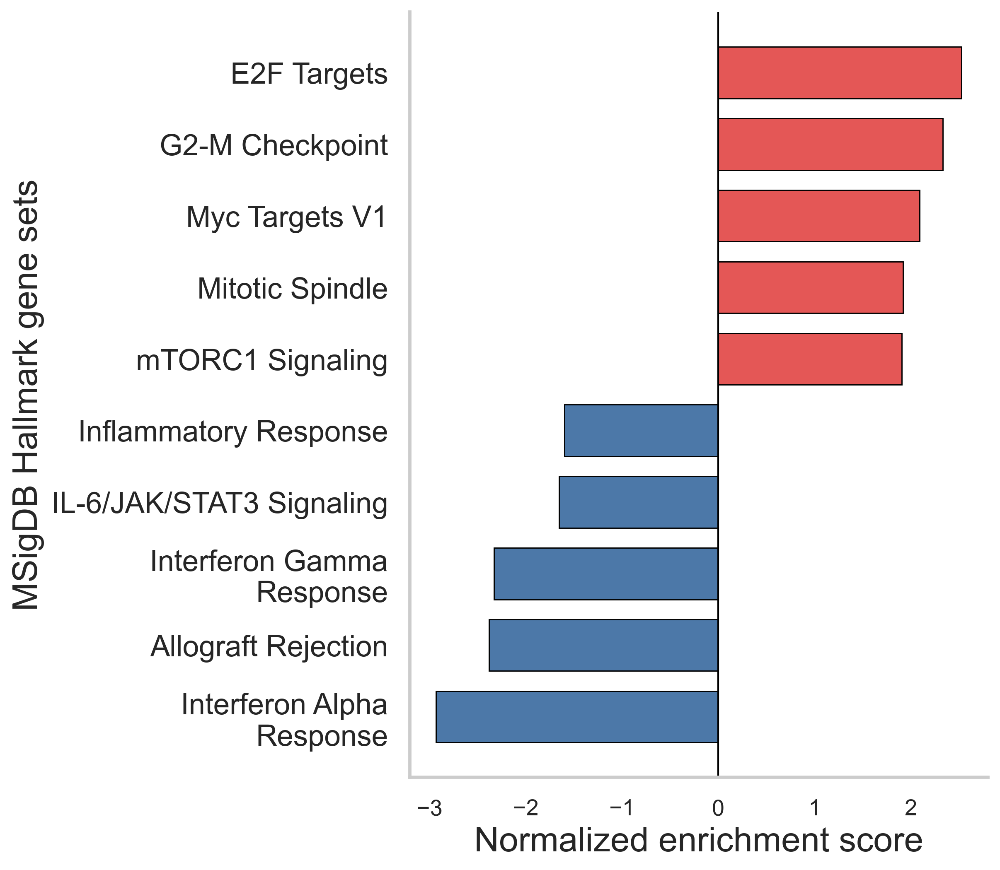 MSigDB Hallmark gene sets
E2F Targets
G2-M Checkpoint
Myc Targets V1
Mitotic Spindle
mTORC1 Signaling
Inflammatory Response
IL-6/JAK/STAT3 Signaling
Interferon Gamma
Response
Allograft Rejection
Interferon Alpha
Response
−3 −2 −1 0 1 2
Normalized enrichment score